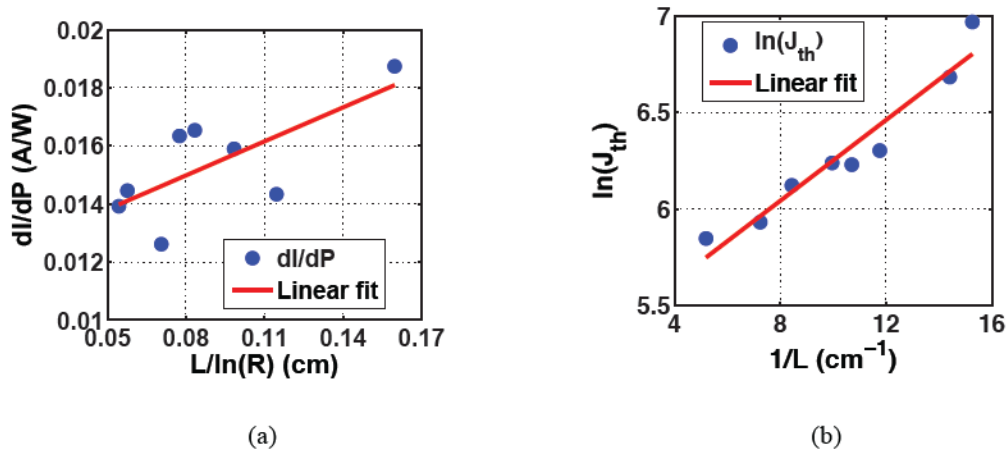 0.02
0.018
0.016
0.014
0.012
0.01
dI/dP (A/W)
dI/dP
Linear fit
0.05 0.08 0.11 0.14 0.17
L/ln(R) (cm)
(a)
7
6.5
6
5.5
ln(J_th)
ln(J_th)
Linear fit
4 8 12 16
1/L (cm⁻¹)
(b)